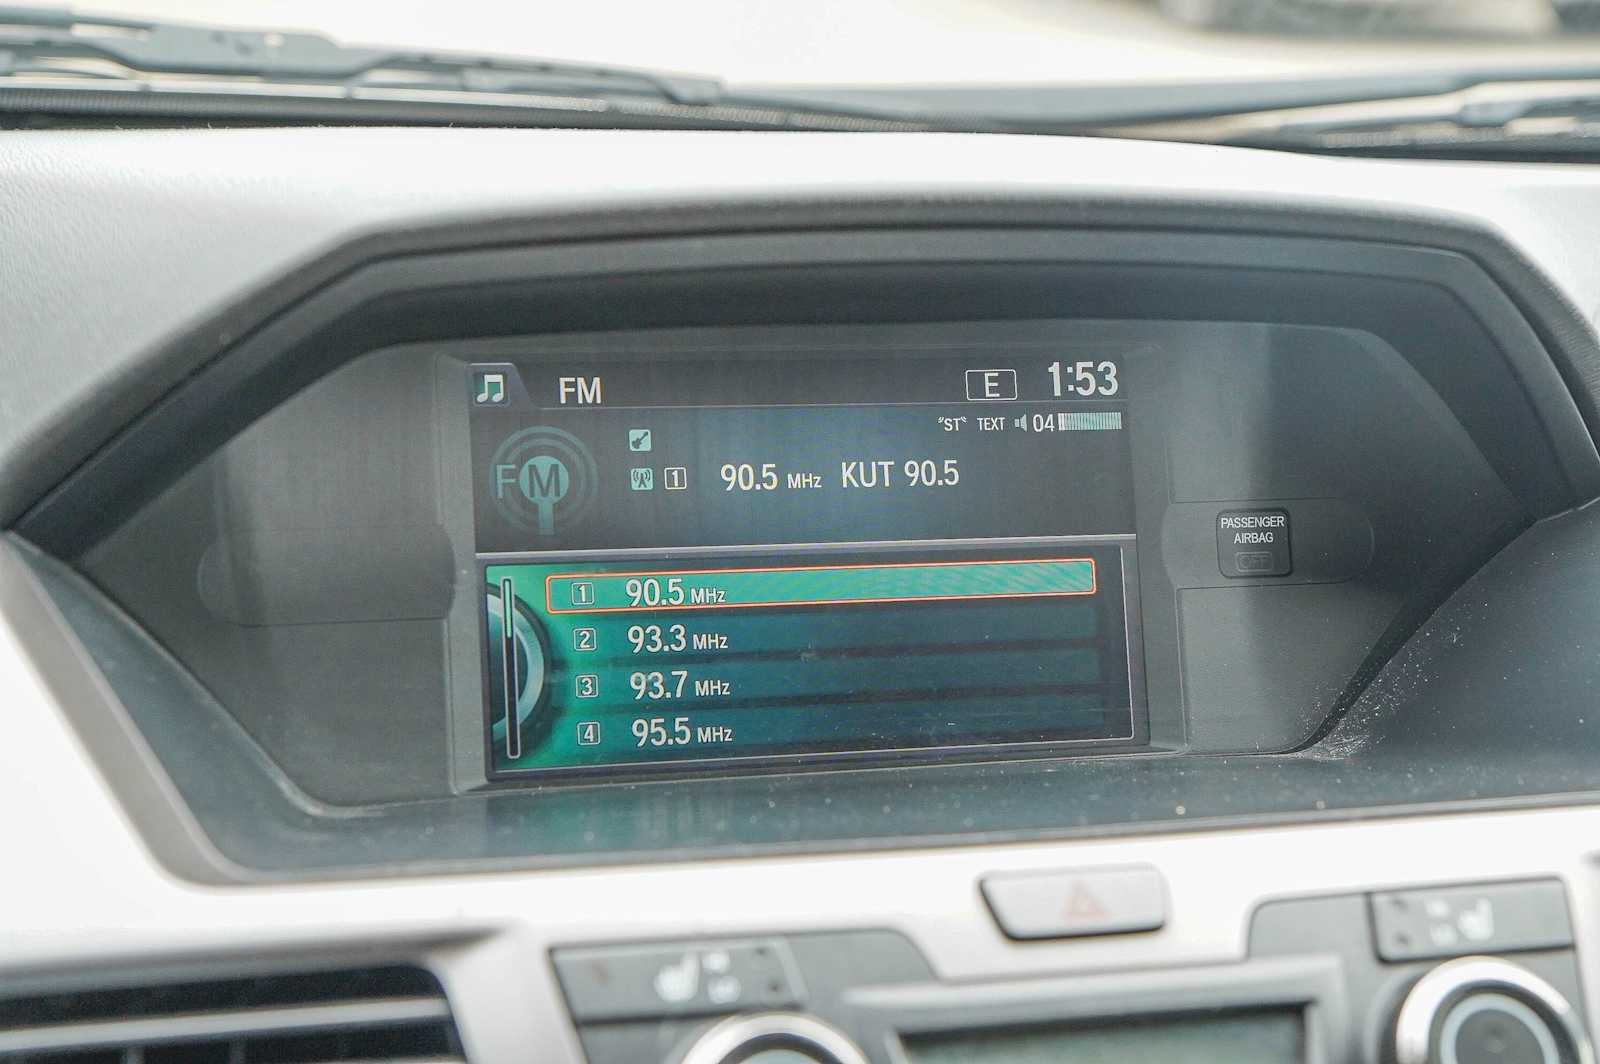 FM E 1:53
"ST" TEXT 04
FM
1 90.5 MHz KUT 90.5
1 90.5 MHz
2 93.3 MHz
3 93.7 MHz
4 95.5 MHz
PASSENGER
AIRBAG
OFF